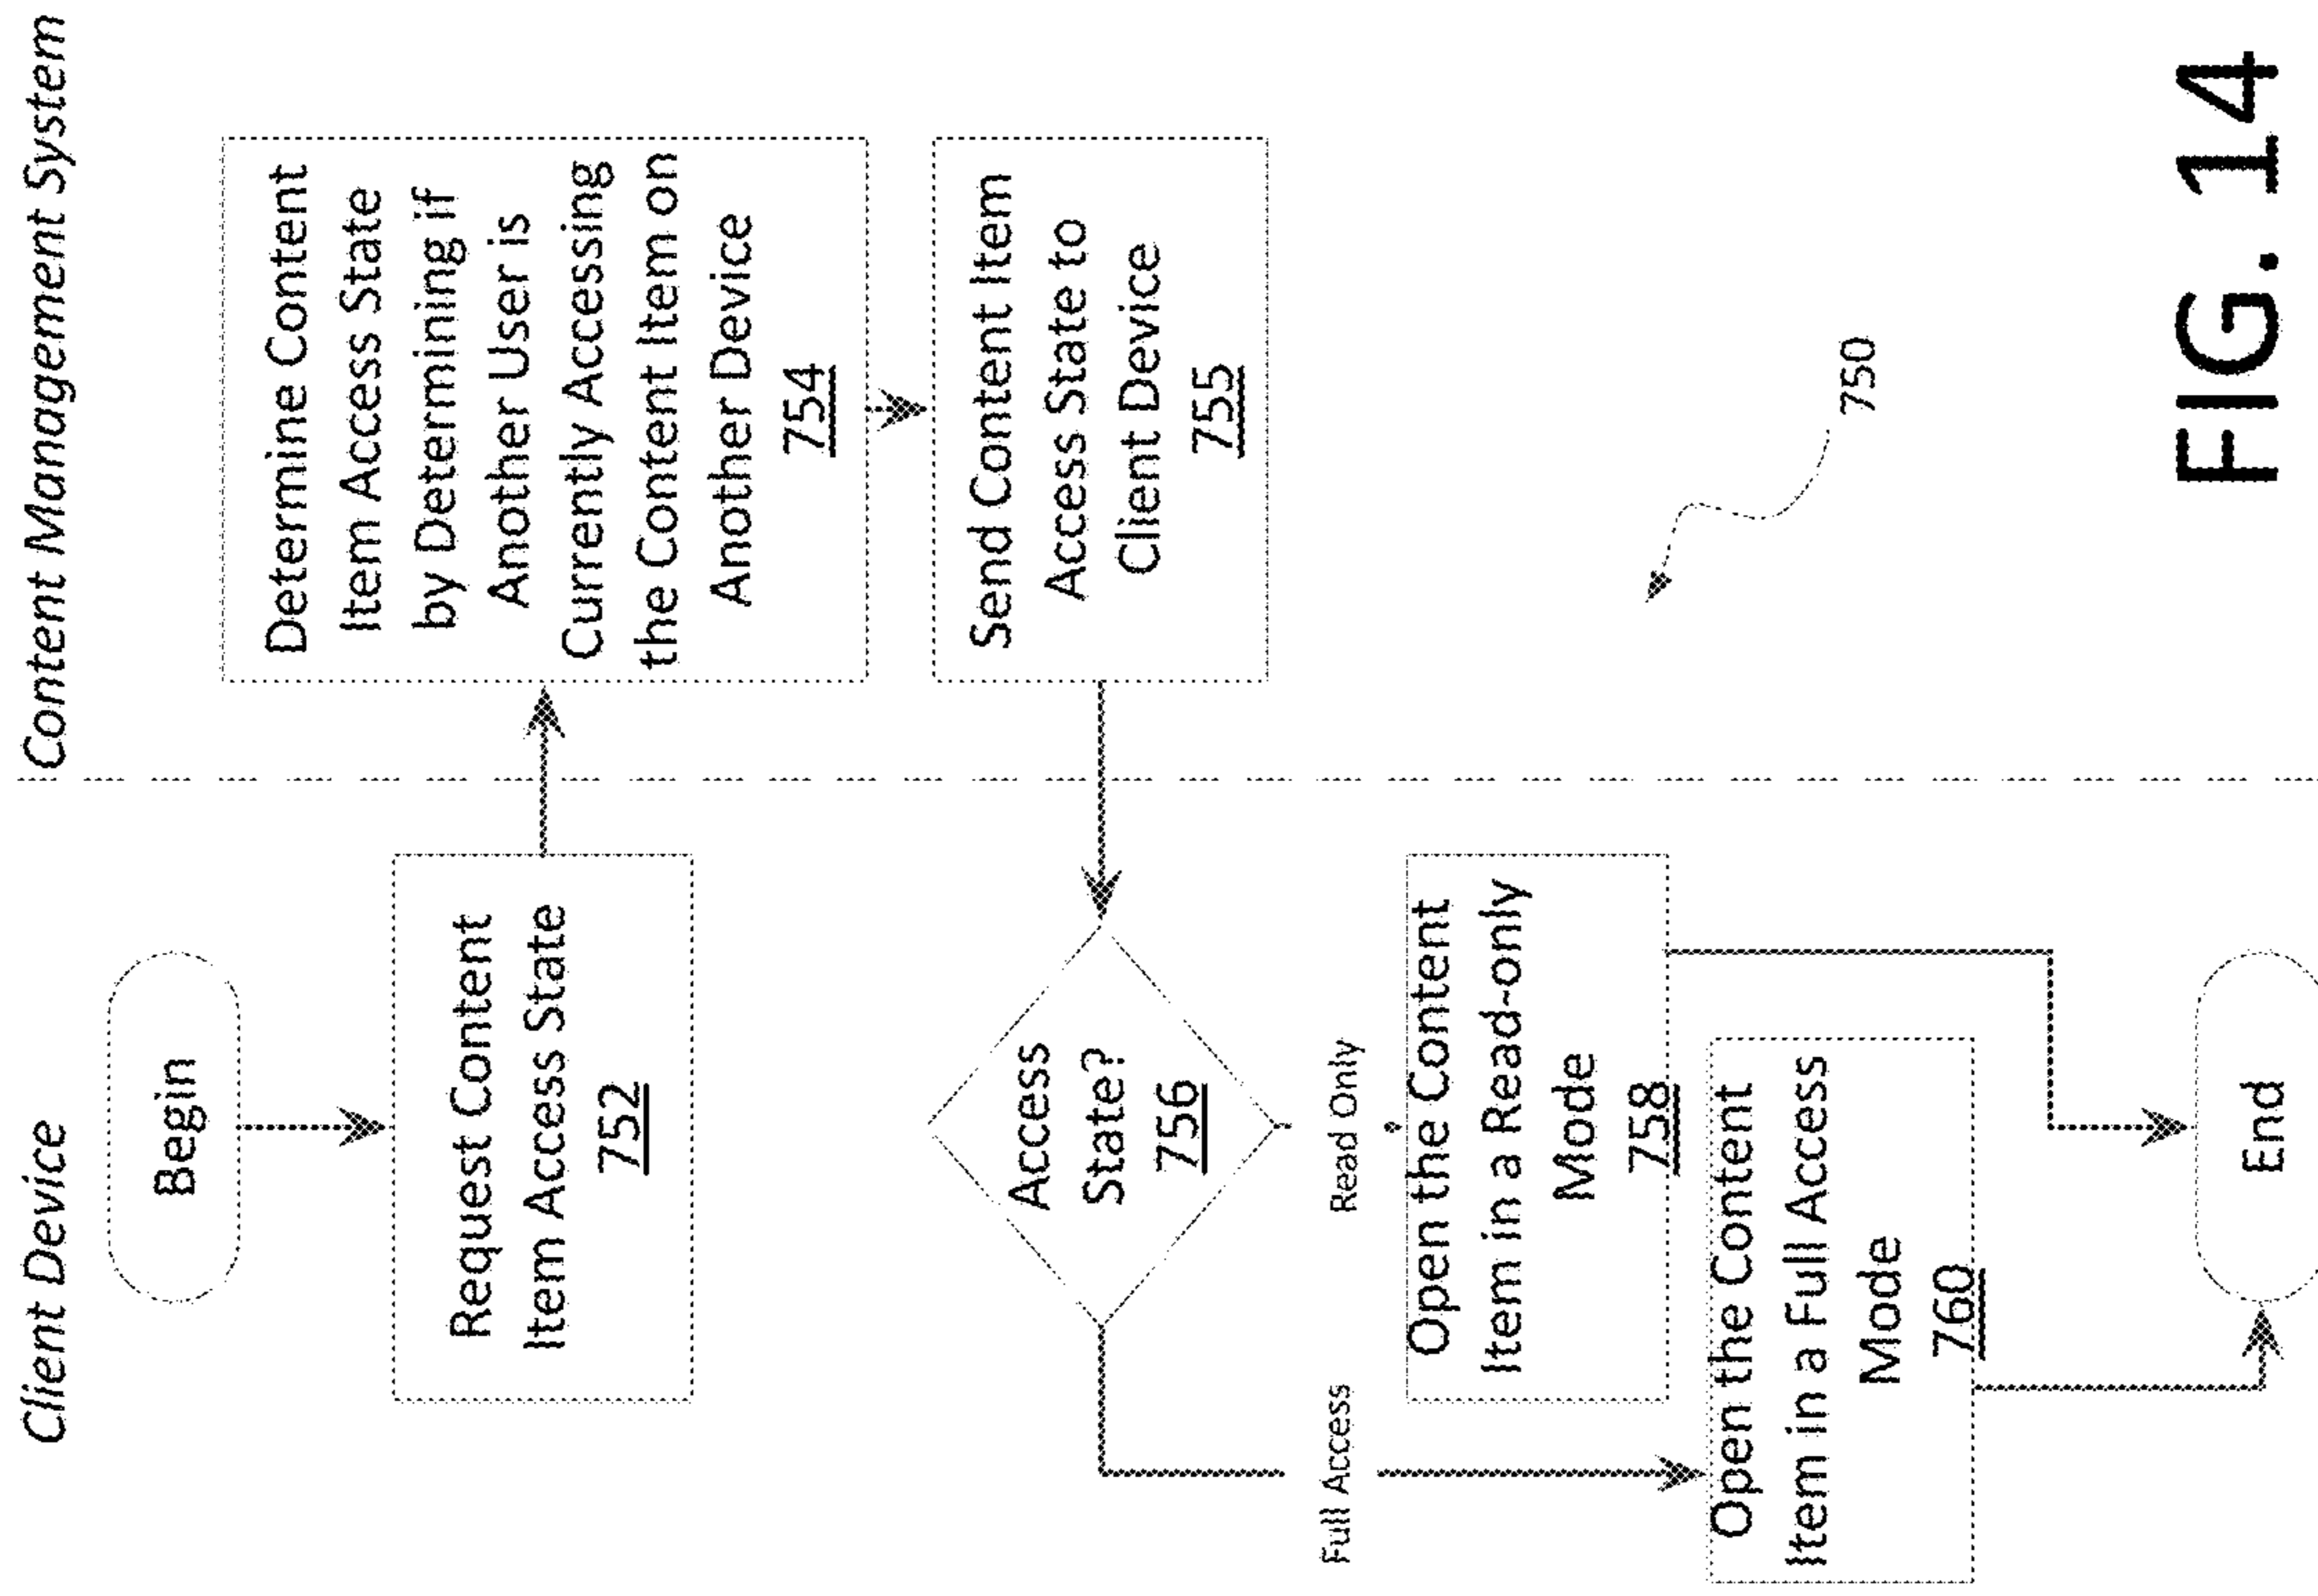 Client Device
Content Management System
Begin
Request Content
Item Access State
752
Determine Content
Item Access State
by Determining if
Another User is
Currently Accessing
the Content Item on
Another Device
754
Send Content Item
Access State to
Client Device
755
Access
State?
756
Full Access
Read Only
Open the Content
Item in a Read-only
Mode
758
Open the Content
Item in a Full Access
Mode
760
End
750
FIG. 14